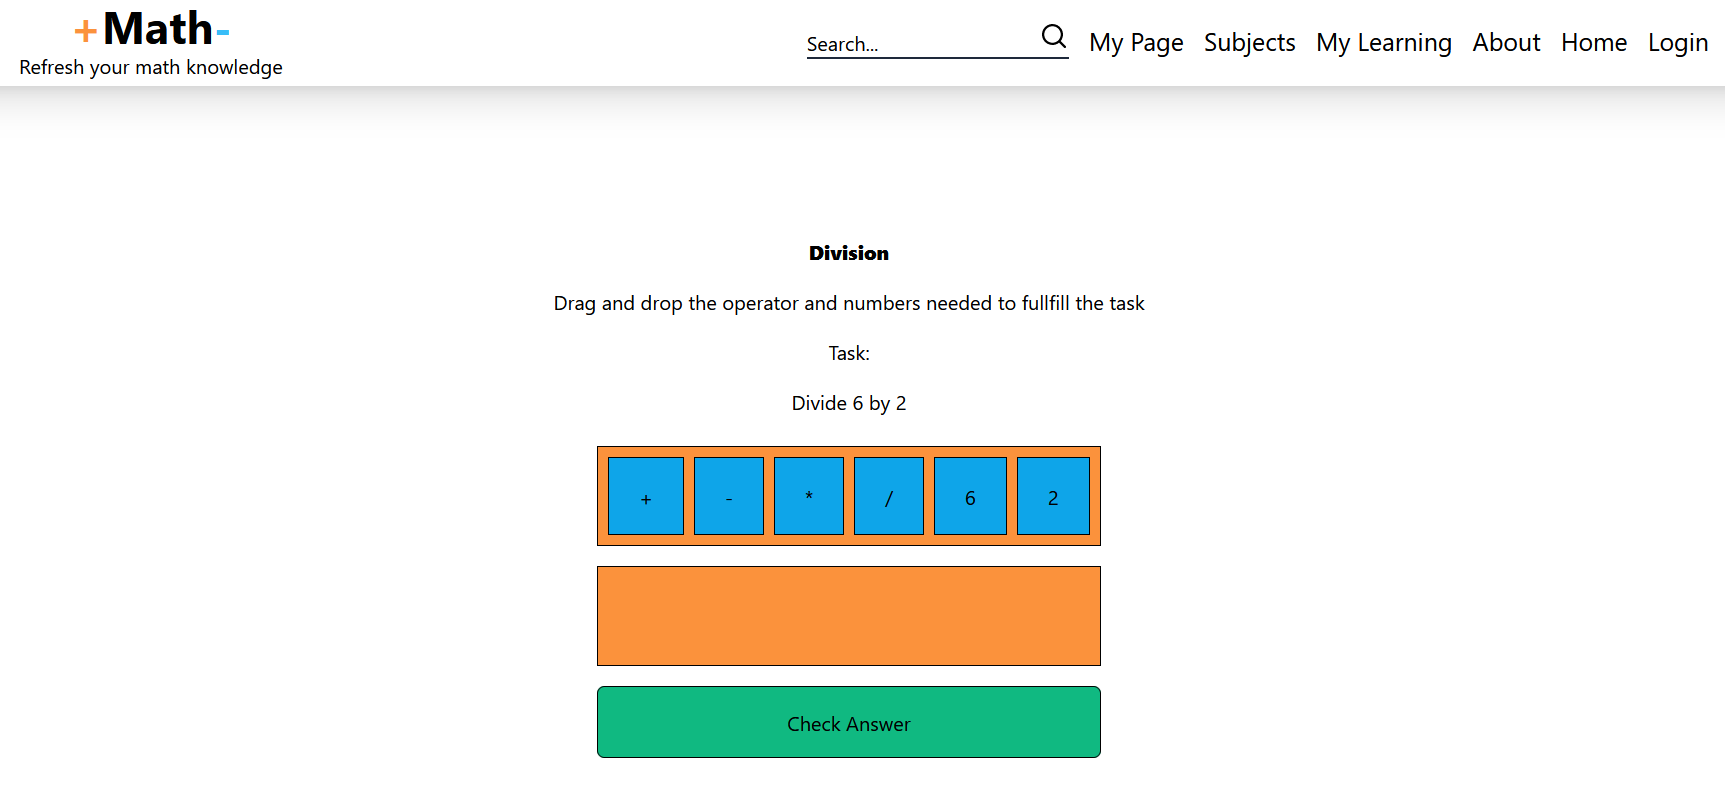 +Math-
Refresh your math knowledge
Search...
My Page Subjects My Learning About Home Login
Division
Drag and drop the operator and numbers needed to fullfill the task
Task:
Divide 6 by 2
+ - * / 6 2
Check Answer